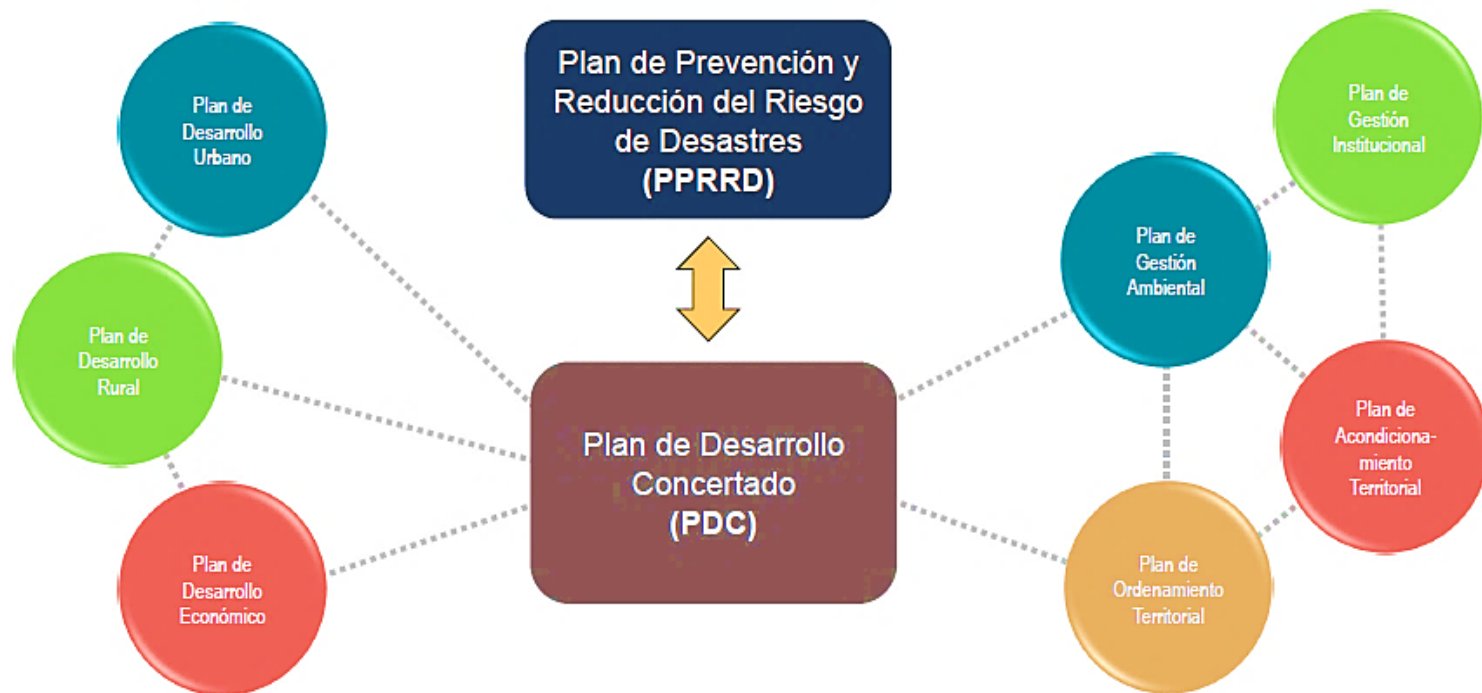 Plan de
Desarrollo
Urbano
Plan de
Desarrollo
Rural
Plan de
Desarrollo
Económico
Plan de Prevención y
Reducción del Riesgo
de Desastres
(PPRRD)
Plan de Desarrollo
Concertado
(PDC)
Plan de
Gestión
Institucional
Plan de
Gestión
Ambiental
Plan de
Acondiciona-
miento
Territorial
Plan de
Ordenamiento
Territorial